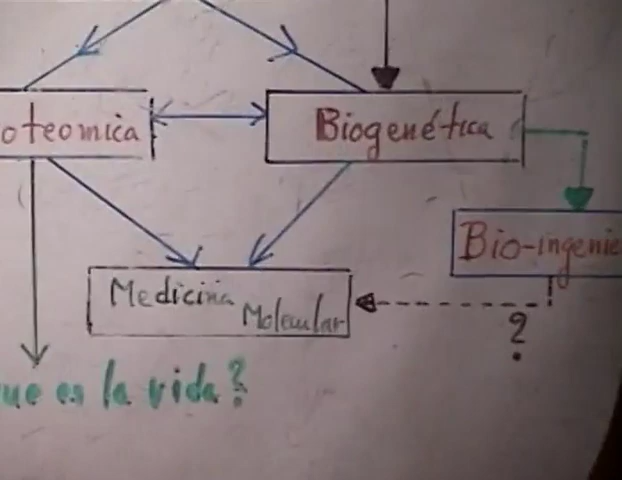 oteomica
Biogenética
Bio-ingenie
Medicina
Molecular
?
ue es la vida?